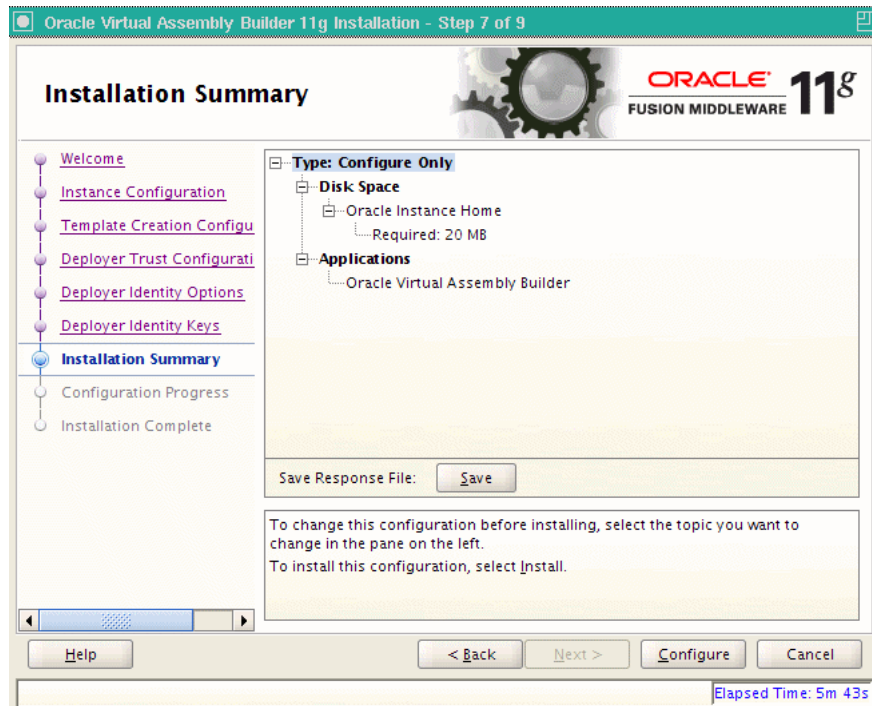 Oracle Virtual Assembly Builder 11g Installation - Step 7 of 9
Installation Summary
ORACLE
FUSION MIDDLEWARE
11g
Welcome
Instance Configuration
Template Creation Configu
Deployer Trust Configurati
Deployer Identity Options
Deployer Identity Keys
Installation Summary
Configuration Progress
Installation Complete
Type: Configure Only
Disk Space
Oracle Instance Home
Required: 20 MB
Applications
Oracle Virtual Assembly Builder
Save Response File: Save
To change this configuration before installing, select the topic you want to
change in the pane on the left.
To install this configuration, select Install.
Help < Back Next > Configure Cancel
Elapsed Time: 5m 43s